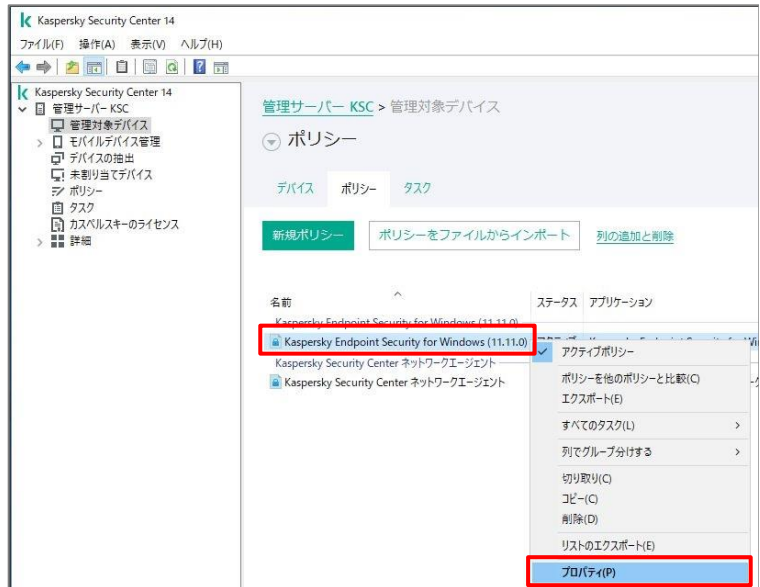 Kaspersky Security Center 14
ファイル(F) 操作(A) 表示(V) ヘルプ(H)
Kaspersky Security Center 14
管理サーバー KSC
管理対象デバイス
モバイルデバイス管理
デバイスの抽出
未割り当てデバイス
ポリシー
タスク
カスペルスキーのライセンス
詳細
管理サーバー KSC > 管理対象デバイス
ポリシー
デバイス ポリシー タスク
新規ポリシー ポリシーをファイルからインポート 列の追加と削除
名前 ステータス アプリケーション
Kaspersky Endpoint Security for Windows (11.11.0)
Kaspersky Endpoint Security for Windows (11.11.0)
Kaspersky Security Center ネットワークエージェント
Kaspersky Security Center ネットワークエージェント
アクティブポリシー
ポリシーを他のポリシーと比較(C)
エクスポート(E)
すべてのタスク(L)
列でグループ分けする
切り取り(C)
コピー(C)
削除(D)
リストのエクスポート(E)
プロパティ(P)